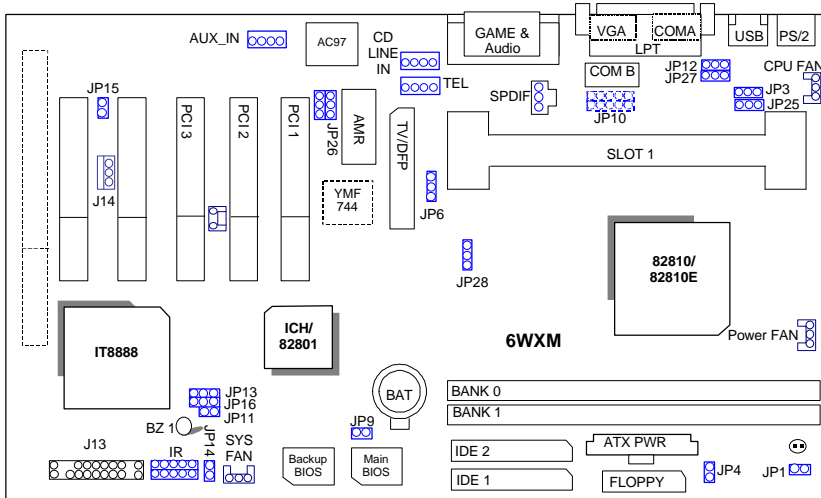 AUX_IN
AC97
CD
LINE
IN
TEL
GAME &
Audio
VGA
COMA
LPT
USB
PS/2
COM B
JP12
JP27
CPU FAN
SPDIF
JP10
JP3
JP25
JP15
J14
PCI 3
PCI 2
PCI 1
JP26
AMR
TV/DFP
YMF
744
JP6
SLOT 1
JP28
82810/
82810E
IT8888
ICH/
82801
6WXM
Power FAN
BAT
BANK 0
BANK 1
JP13
JP16
JP11
BZ 1
JP14
J13
IR
SYS
FAN
JP9
Backup
BIOS
Main
BIOS
IDE 2
IDE 1
ATX PWR
FLOPPY
JP4
JP1